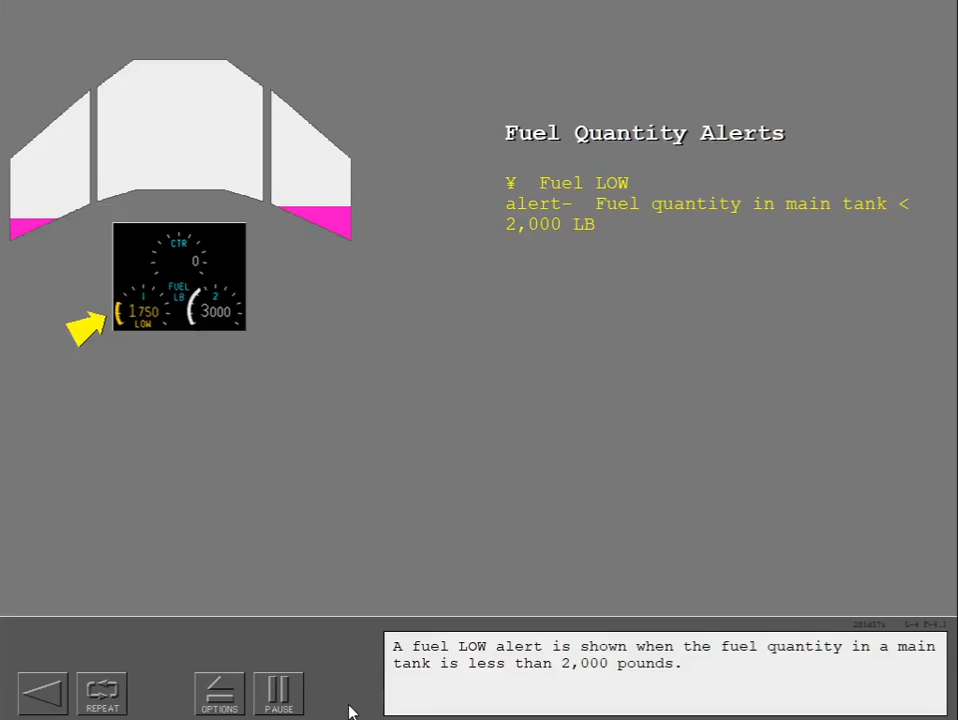 Fuel Quantity Alerts
¥ Fuel LOW
alert- Fuel quantity in main tank <
2,000 LB
CTR
0
FUEL
LB
1
2
1750
3000
LOW
A fuel LOW alert is shown when the fuel quantity in a main
tank is less than 2,000 pounds.
REPEAT
OPTIONS
PAUSE